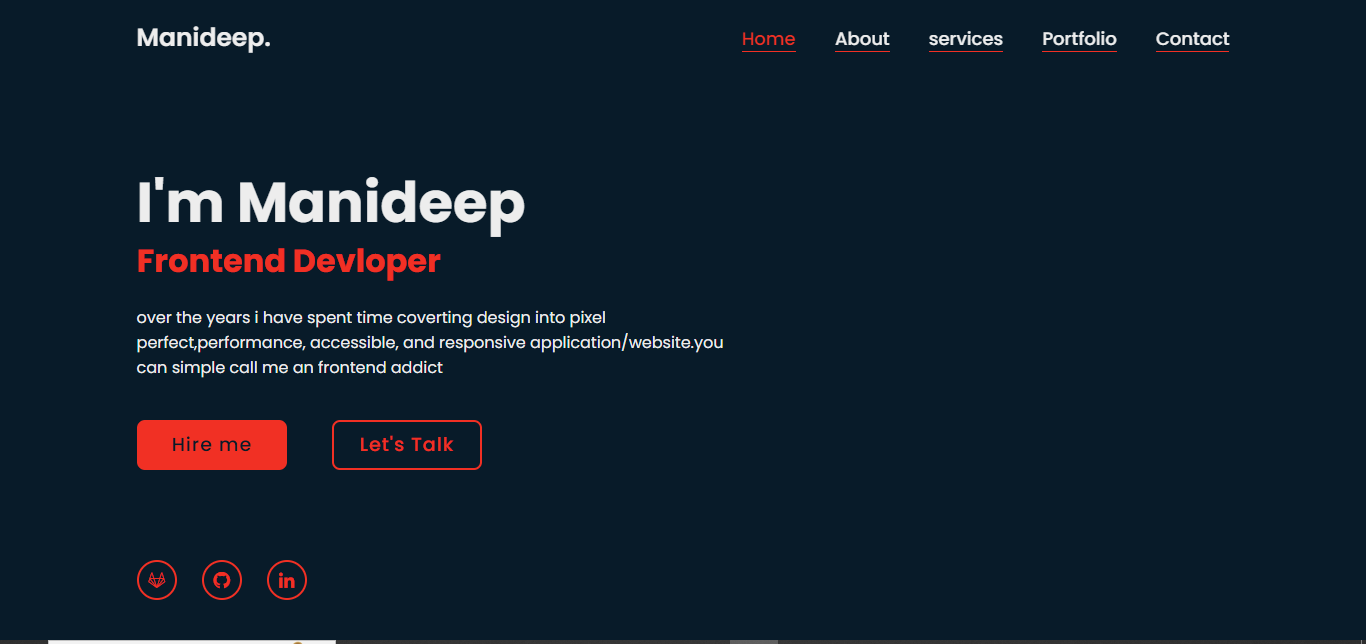 Manideep.
Home About services Portfolio Contact
I'm Manideep
Frontend Devloper
over the years i have spent time coverting design into pixel
perfect,performance, accessible, and responsive application/website.you
can simple call me an frontend addict
Hire me Let's Talk
in